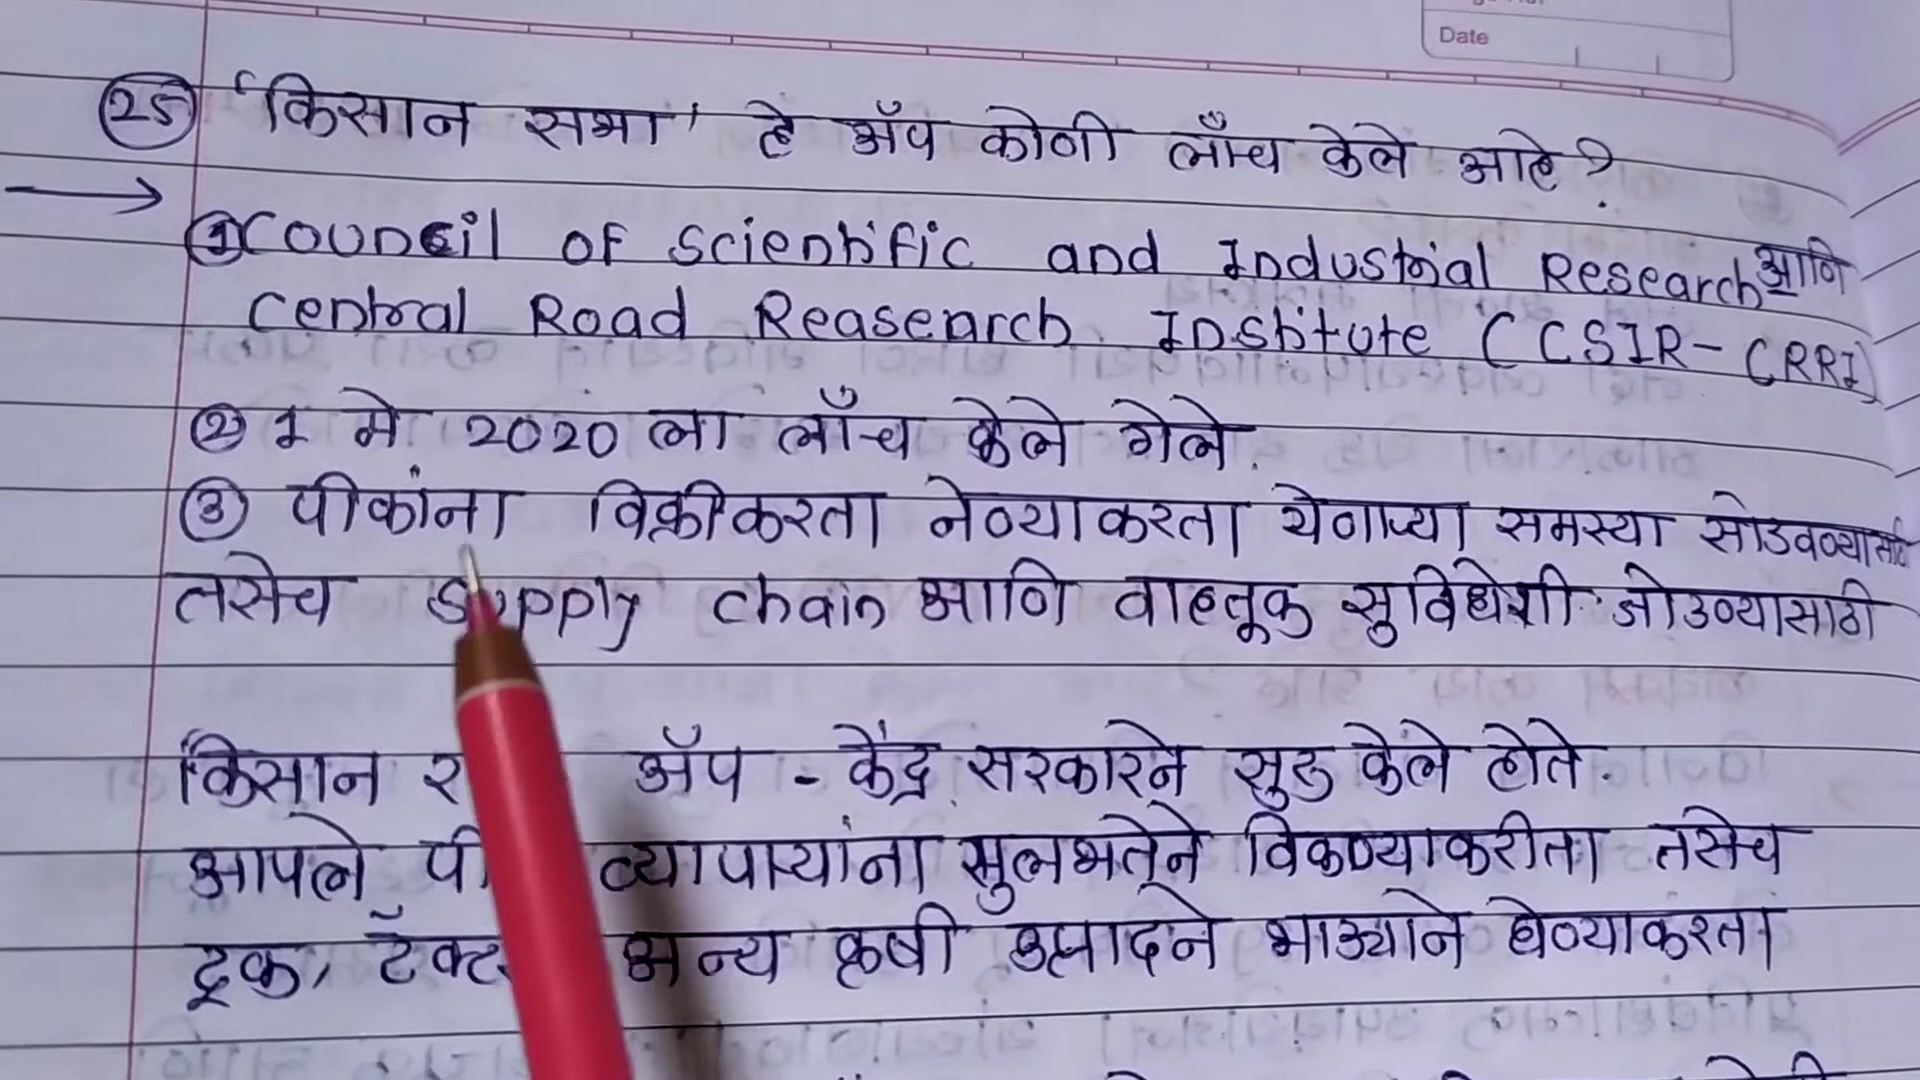 Date
25 'किसान सभा' हे ॲप कोणी लाँच केले आहे?
→ ① Council of Scientific and Industrial Research आणि
Central Road Reasearch Institute (CSIR- CRRI)
② 1 मे 2020 ला लाँच केले गेले.
③ पीकांना विक्रीकरता नेण्याकरता येणाऱ्या समस्या सोडवण्यासाठी
तसेच Supply chain आणि वाहतूक सुविधेशी जोडण्यासाठी
किसान ॲप - केंद्र सरकारने सुरु केले होते.
आपले व्यापाऱ्यांना सुलभतेने विकण्याकरीता तसेच
ट्रक, अन्य कृषी उत्पादने भाड्याने घेण्याकरता